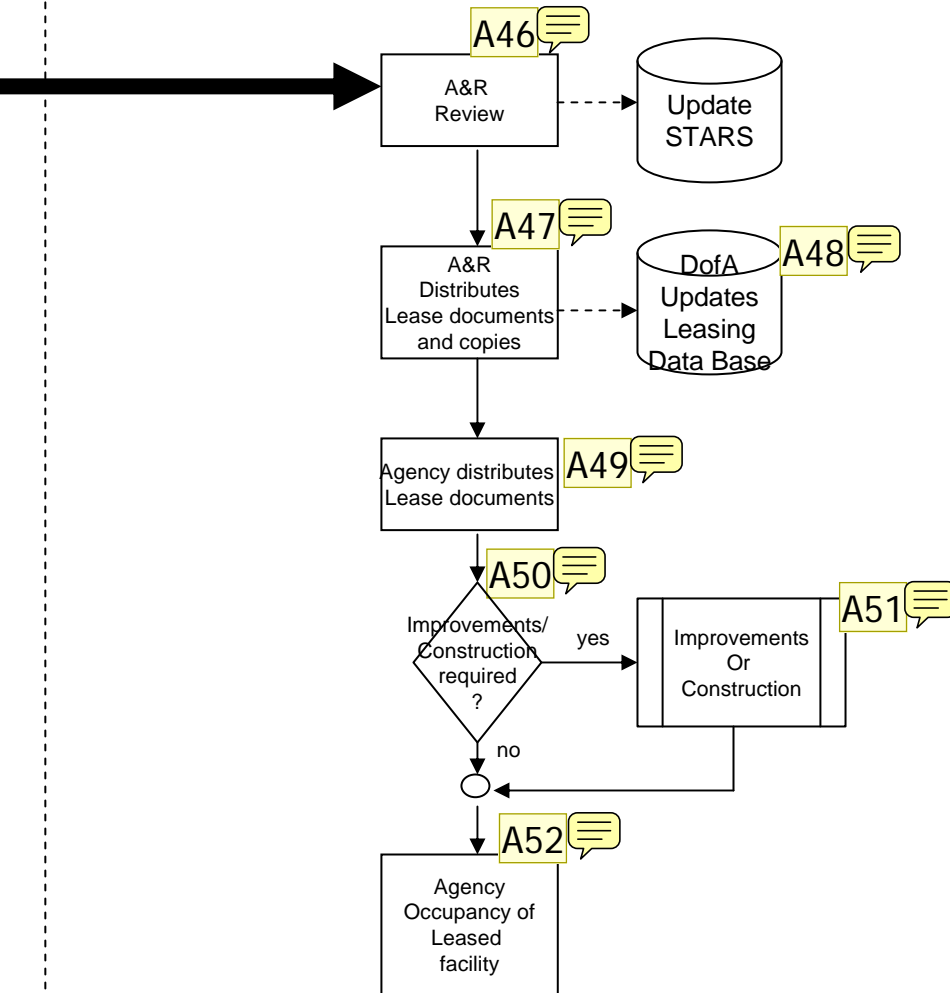 A46
A&R
Review
Update
STARS
A47
A&R
Distributes
Lease documents
and copies
A48
DofA
Updates
Leasing
Data Base
A49
Agency distributes
Lease documents
A50
Improvements/
Construction
required
?
yes
A51
Improvements
Or
Construction
no
A52
Agency
Occupancy of
Leased
facility